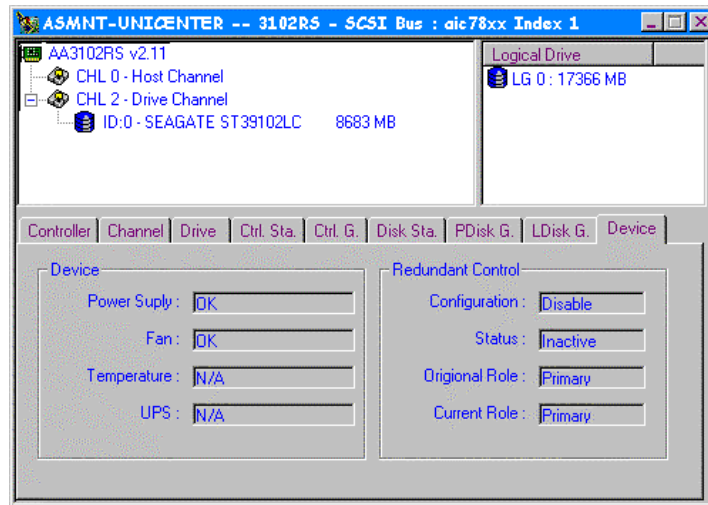 ASMNT-UNICENTER -- 3102RS - SCSI Bus : aic78xx Index 1
AA3102RS v2.11
CHL 0 - Host Channel
CHL 2 - Drive Channel
ID:0 - SEAGATE ST39102LC 8683 MB
Logical Drive
LG 0 : 17366 MB
Controller Channel Drive Ctrl. Sta. Ctrl. G. Disk Sta. PDisk G. LDisk G. Device
Device
Power Suply : OK
Fan : OK
Temperature : N/A
UPS : N/A
Redundant Control
Configuration : Disable
Status : Inactive
Origional Role : Primary
Current Role : Primary